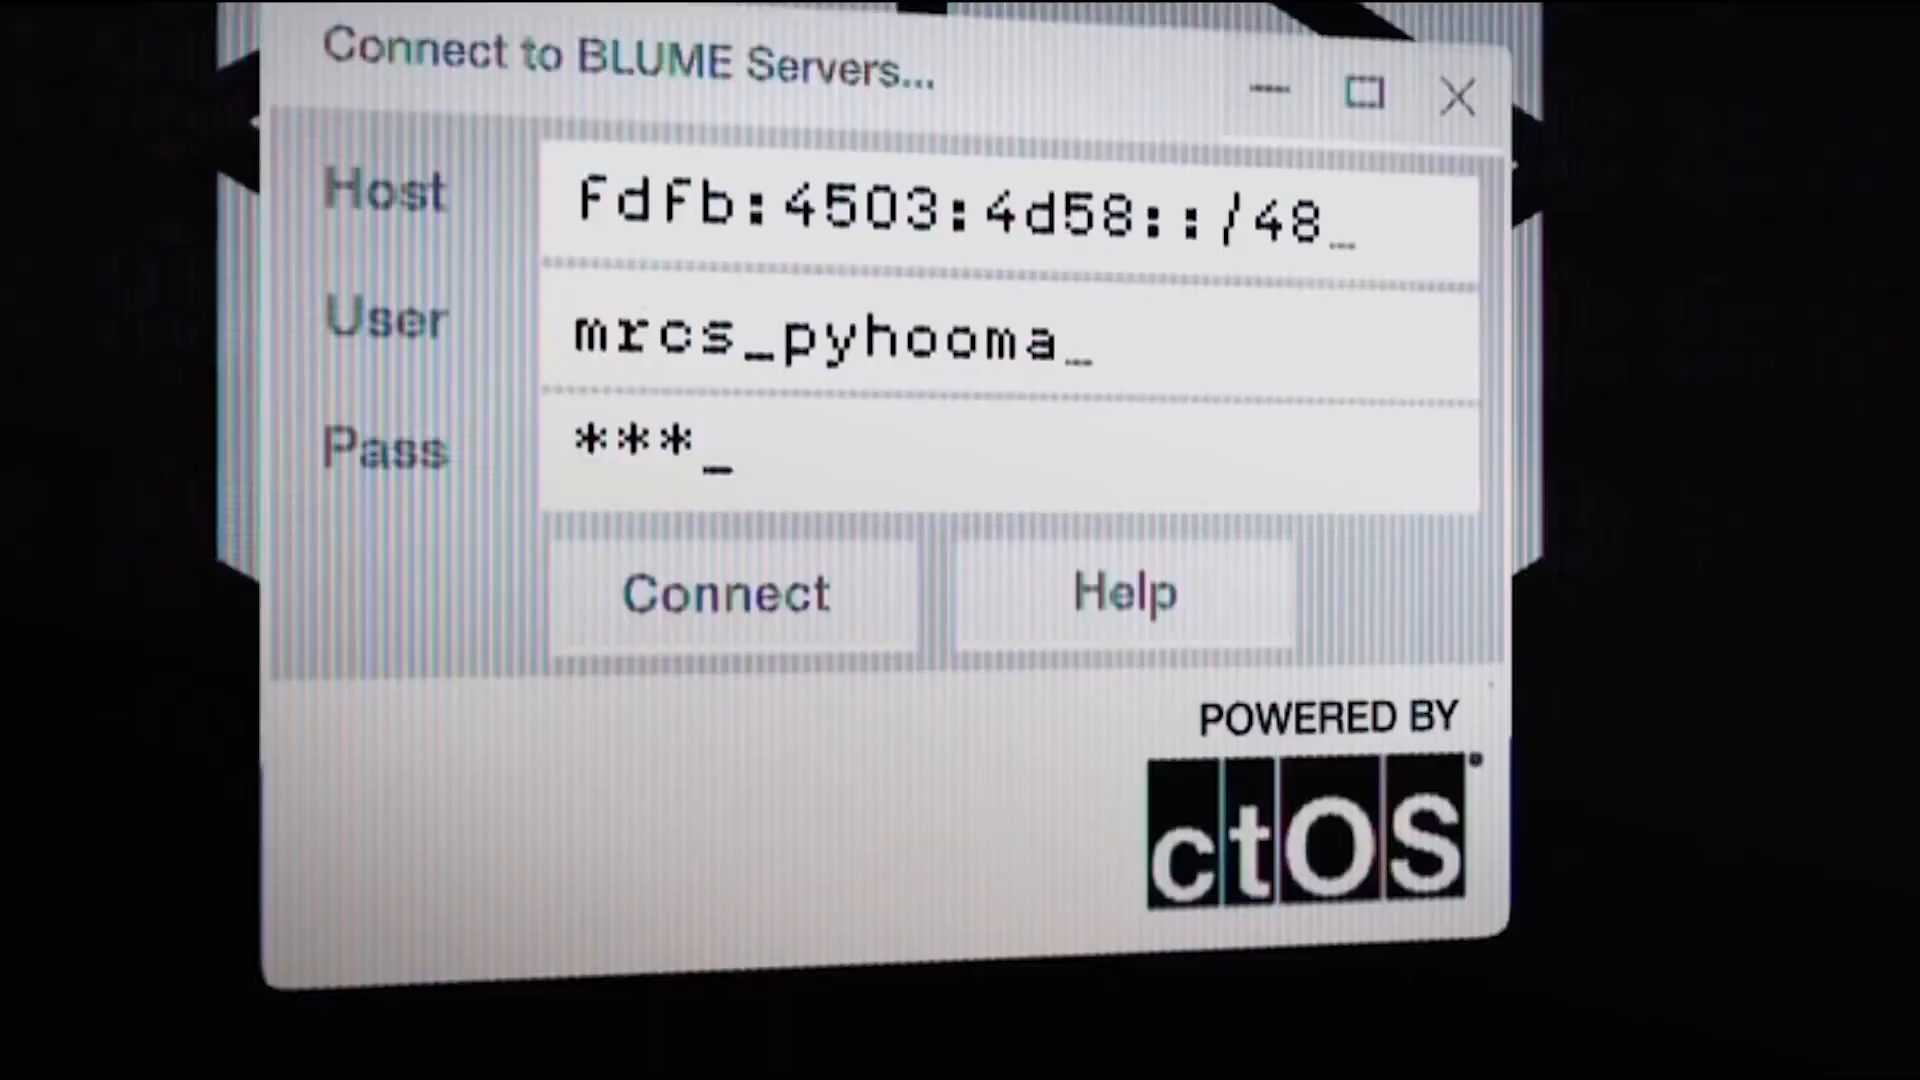 Connect to BLUME Servers...
Host fdfb:4503:4d58::/48_
User mrcs_pyhooma_
Pass ***_
Connect Help
POWERED BY
ctOS